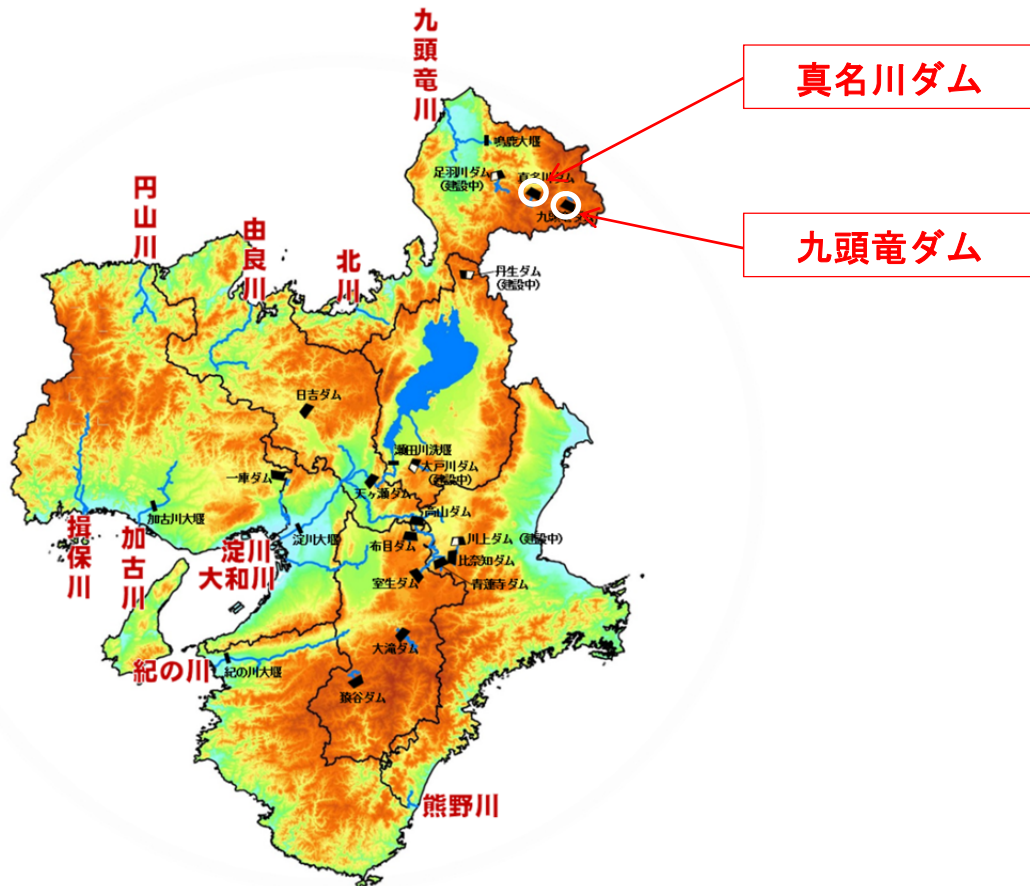 九頭竜川
真名川ダム
鳴鹿大堰
足羽川ダム
(建設中)
真名川ダム
円山川
由良川
北川
九頭竜ダム
丹生ダム
(建設中)
日吉ダム
瀬田川洗堰
大戸川ダム
(建設中)
一庫ダム
天ヶ瀬ダム
高山ダム
加古川大堰
淀川大堰
布目ダム
川上ダム(建設中)
揖保川
加古川
淀川
大和川
比奈知ダム
室生ダム
青蓮寺ダム
大滝ダム
紀の川
紀の川大堰
猿谷ダム
熊野川